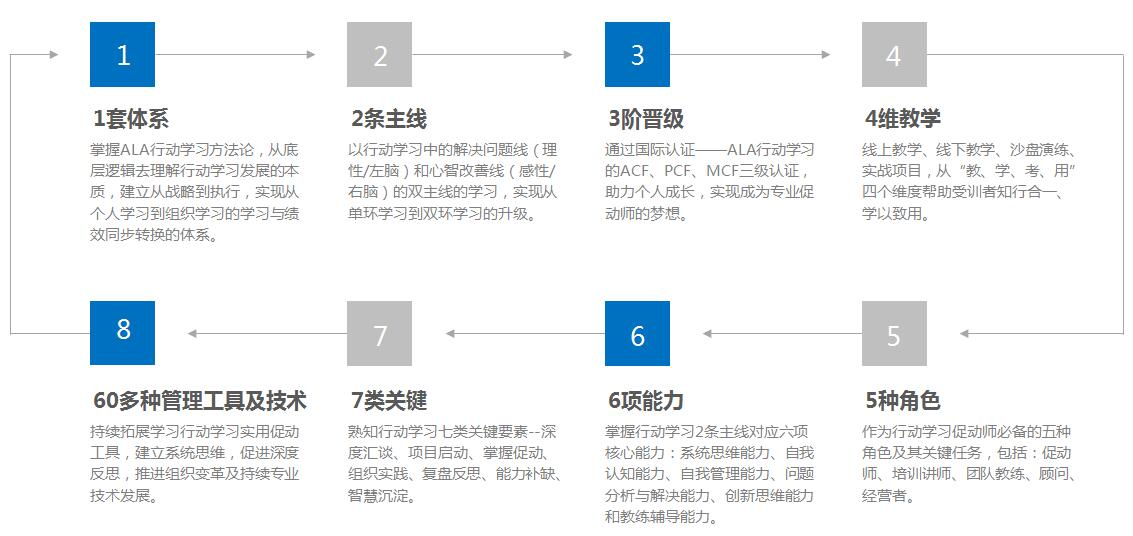 1
2
3
4
1套体系
掌握ALA行动学习方法论，从底
层逻辑去理解行动学习发展的本
质，建立从战略到执行，实现从
个人学习到组织学习的学习与绩
效同步转换的体系。
2条主线
以行动学习中的解决问题线（理
性/左脑）和心智改善线（感性/
右脑）的双主线的学习，实现从
单环学习到双环学习的升级。
3阶晋级
通过国际认证——ALA行动学习
的ACF、PCF、MCF三级认证，
助力个人成长，实现成为专业促
动师的梦想。
4维教学
线上教学、线下教学、沙盘演练、
实战项目，从“教、学、考、用”
四个维度帮助受训者知行合一、
学以致用。
5
5种角色
作为行动学习促动师必备的五种
角色及其关键任务，包括：促动
师、培训讲师、团队教练、顾问、
经营者。
6
6项能力
掌握行动学习2条主线对应六项
核心能力：系统思维能力、自我
认知能力、自我管理能力、问题
分析与解决能力、创新思维能力
和教练辅导能力。
7
7类关键
熟知行动学习七类关键要素--深
度汇谈、项目启动、掌握促动、
组织实践、复盘反思、能力补缺、
智慧沉淀。
8
60多种管理工具及技术
持续拓展学习行动学习实用促动
工具，建立系统思维，促进深度
反思，推进组织变革及持续专业
技术发展。